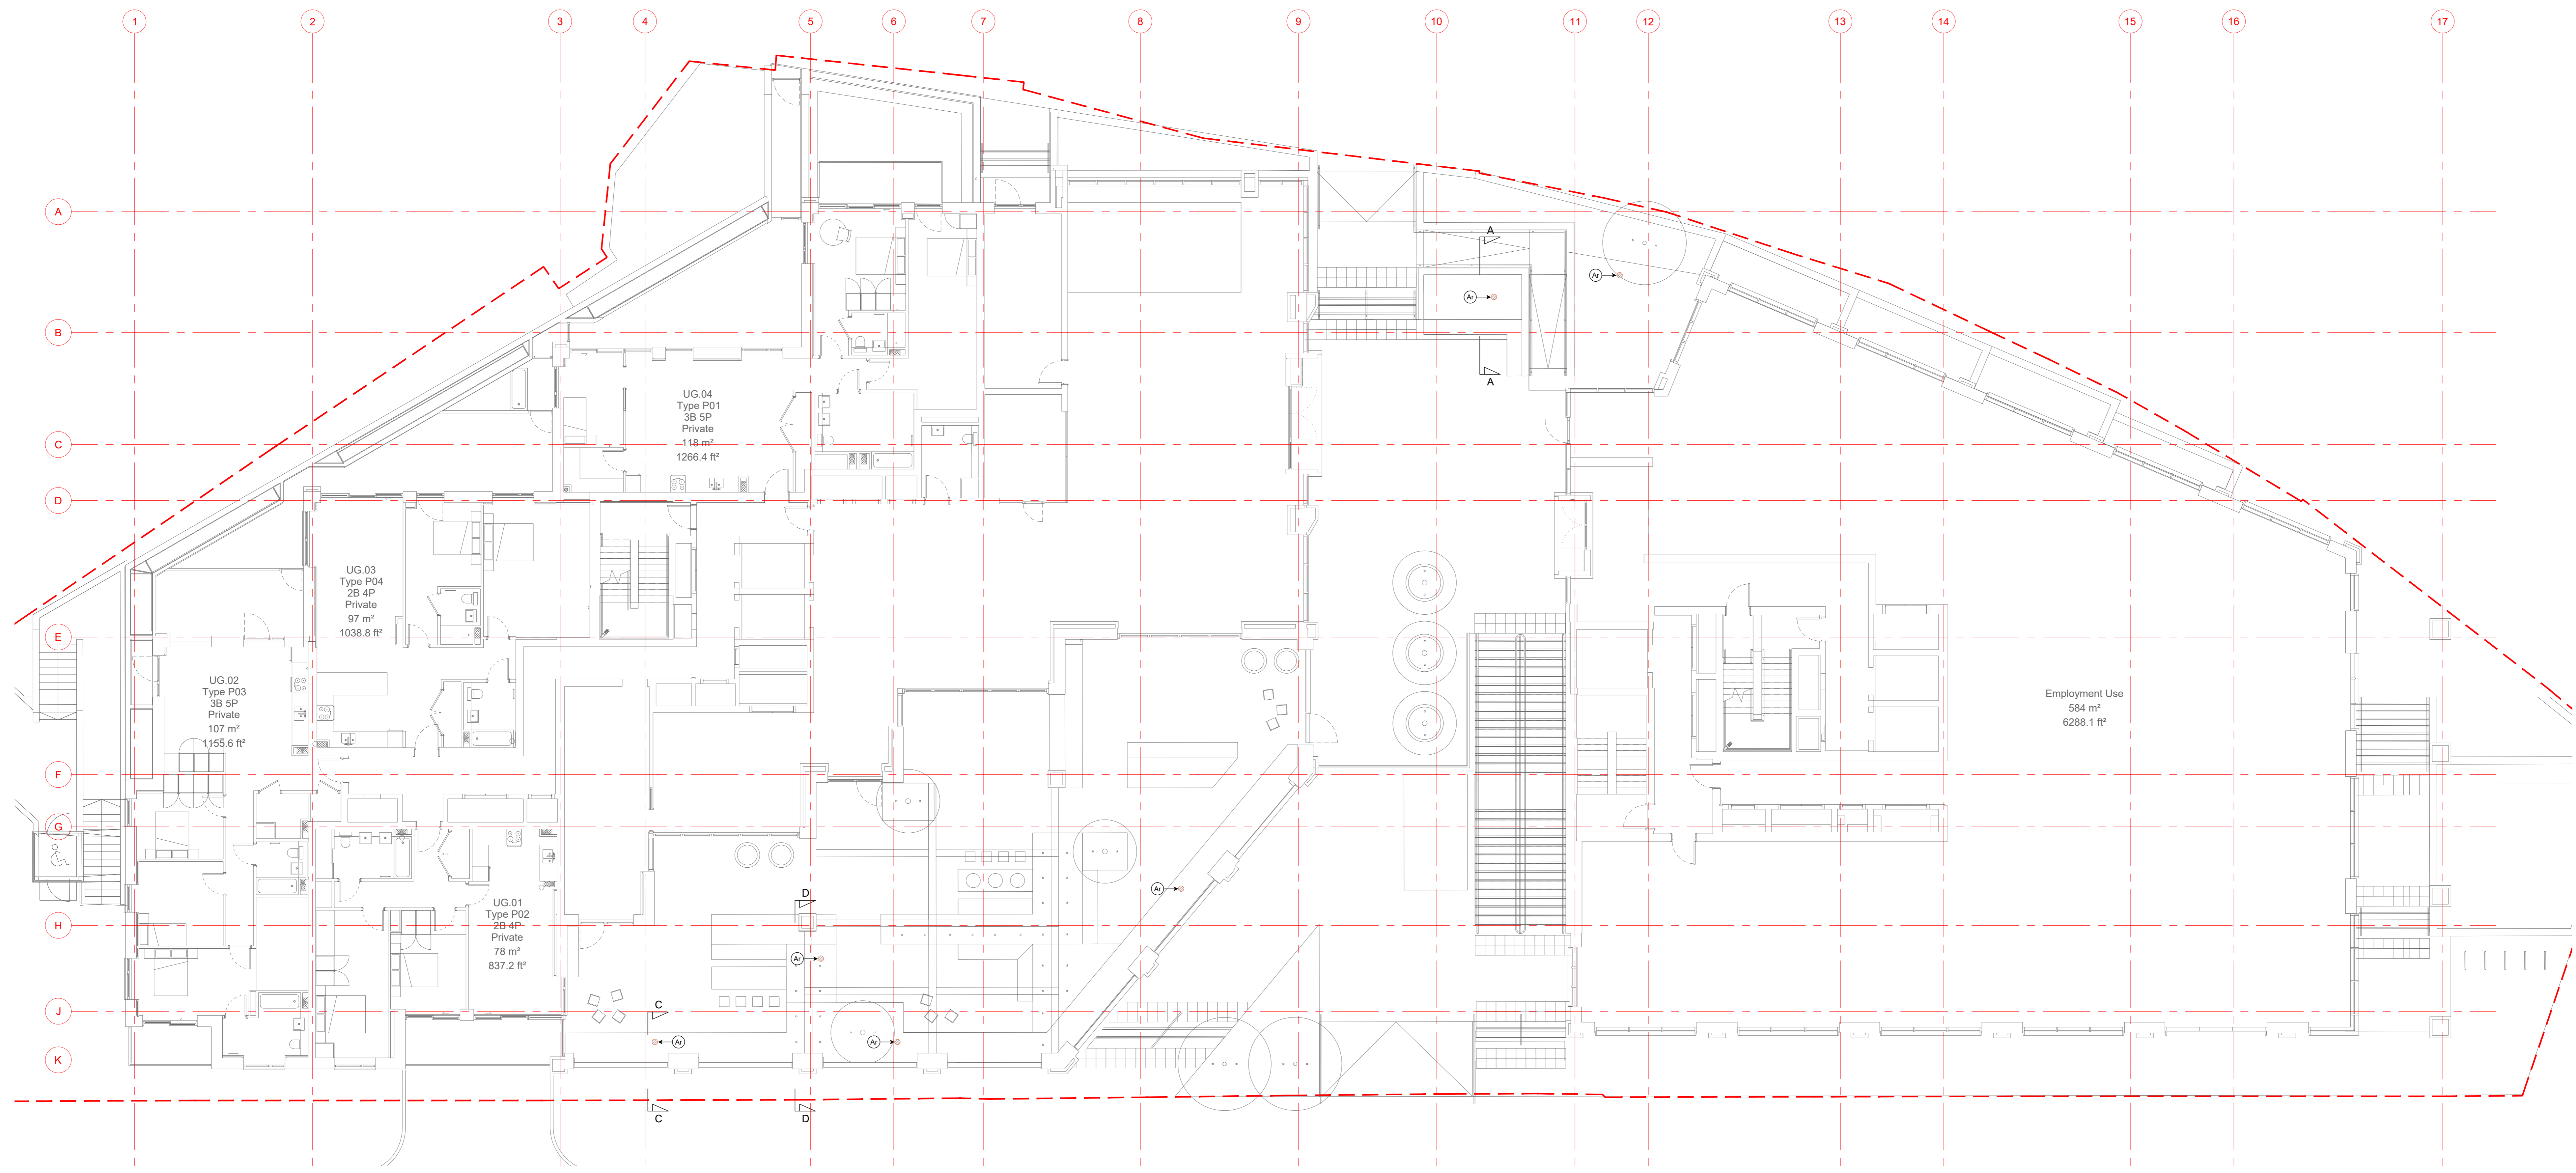 1
2
3
4
5
6
7
8
9
10
11
12
13
14
15
16
17
A
B
C
D
E
F
G
H
J
K
A
A
Ar
Ar
UG.04
Type P01
3B 5P
Private
118 m²
1266.4 ft²
UG.03
Type P04
2B 4P
Private
97 m²
1038.8 ft²
UG.02
Type P03
3B 5P
Private
107 m²
1155.6 ft²
Employment Use
584 m²
6288.1 ft²
UG.01
Type P02
2B 4P
Private
78 m²
837.2 ft²
Ar
D
Ar
C
Ar
Ar
C
D